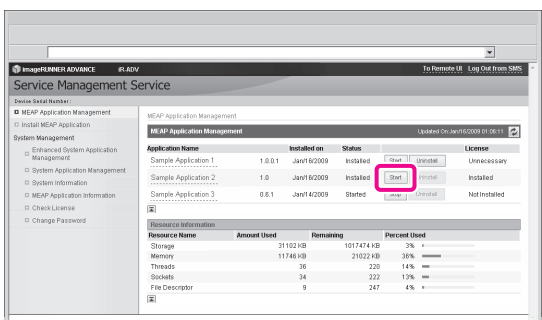 imageRUNNER ADVANCE iR-ADV To Remote UI Log Out from SMS
Service Management Service
Device Serial Number :
MEAP Application Management
Install MEAP Application
System Management
Enhanced System Application
Management
System Application Management
System Information
MEAP Application Information
Check License
Change Password
MEAP Application Management
MEAP Application Management Updated On:Jan/16/2009 01:06:11
Application Name Installed on Status License
Sample Application 1 1.0.0.1 Jan/16/2009 Installed Start Uninstall Unnecessary
Sample Application 2 1.0 Jan/16/2009 Installed Start Uninstall Installed
Sample Application 3 0.6.1 Jan/14/2009 Started Stop Uninstall Not Installed
Resource Information
Resource Name Amount Used Remaining Percent Used
Storage 31102 KB 1017474 KB 3%
Memory 11746 KB 21022 KB 36%
Threads 36 220 14%
Sockets 34 222 13%
File Descriptor 9 247 4%